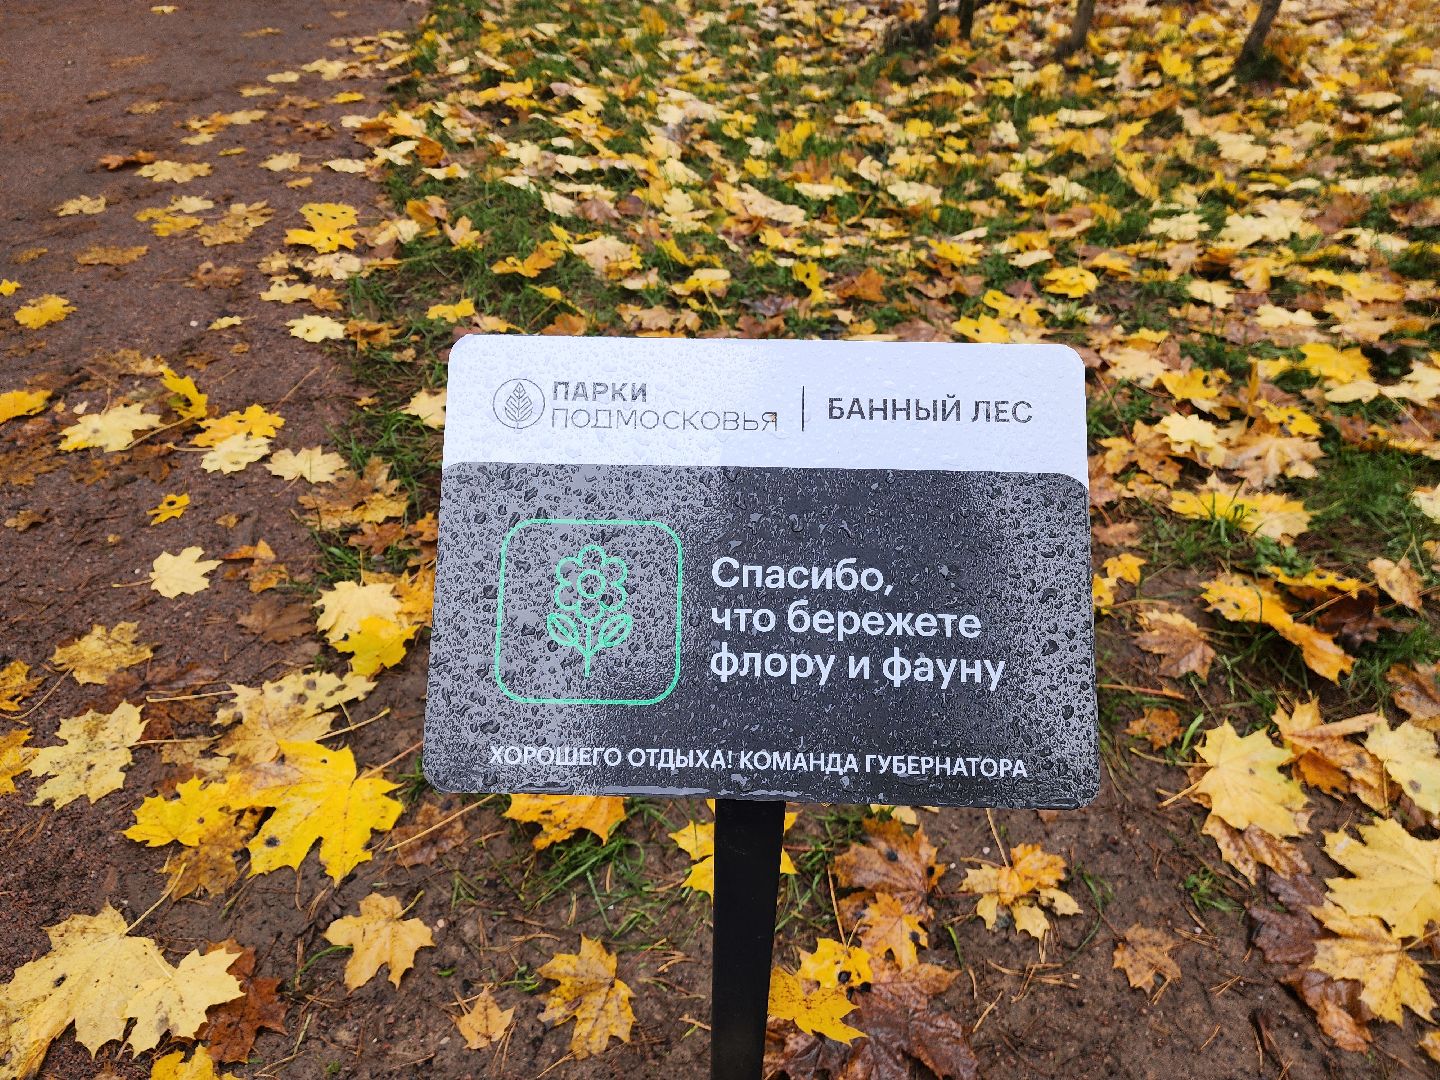 ПАРКИ
ПОДМОСКОВЬЯ
БАННЫЙ ЛЕС
Спасибо,
что бережете
флору и фауну
ХОРОШЕГО ОТДЫХА! КОМАНДА ГУБЕРНАТОРА